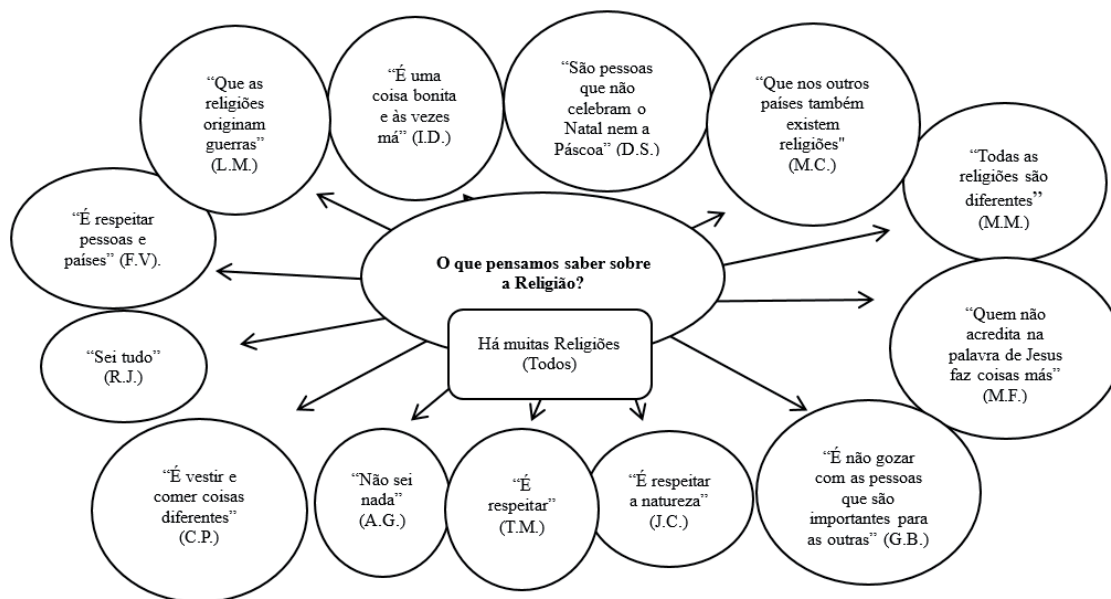 “Que as
religiões
originam
guerras”
(L.M.)
“É uma
coisa bonita
e às vezes
má” (I.D.)
“São pessoas
que não
celebram o
Natal nem a
Páscoa” (D.S.)
“Que nos outros
países também
existem
religiões"
(M.C.)
“Todas as
religiões são
diferentes”
(M.M.)
“É respeitar
pessoas e
países” (F.V).
O que pensamos saber sobre
a Religião?
Há muitas Religiões
(Todos)
“Quem não
acredita na
palavra de Jesus
faz coisas más”
(M.F.)
“Sei tudo”
(R.J.)
“É vestir e
comer coisas
diferentes”
(C.P.)
“Não sei
nada”
(A.G.)
“É
respeitar”
(T.M.)
“É respeitar
a natureza”
(J.C.)
“É não gozar
com as pessoas
que são
importantes para
as outras” (G.B.)